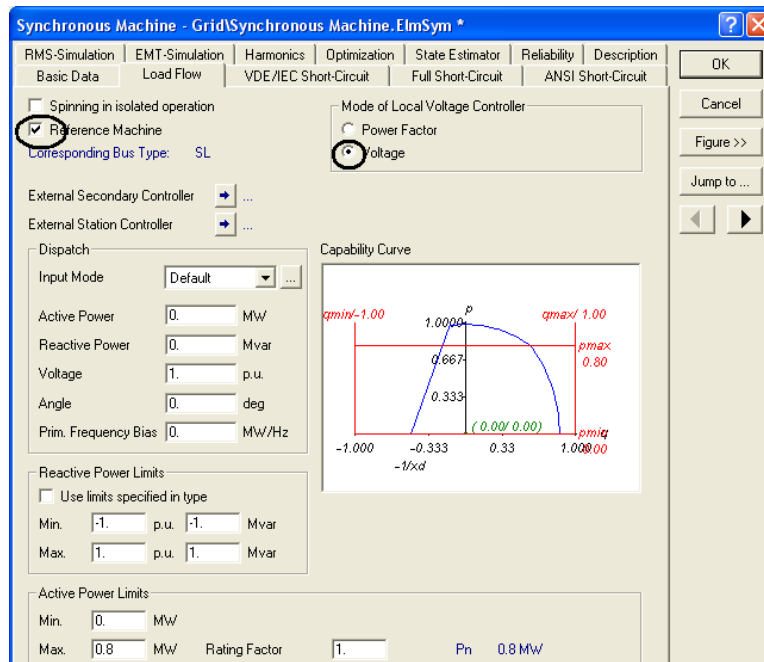 Synchronous Machine - Grid\Synchronous Machine.ElmSym *
RMS-Simulation EMT-Simulation Harmonics Optimization State Estimator Reliability Description
Basic Data Load Flow VDE/IEC Short-Circuit Full Short-Circuit ANSI Short-Circuit
OK
Cancel
Figure >>
Jump to ...
Spinning in isolated operation
Reference Machine
Corresponding Bus Type: SL
Mode of Local Voltage Controller
Power Factor
Voltage
External Secondary Controller ...
External Station Controller ...
Dispatch
Input Mode Default ...
Active Power 0. MW
Reactive Power 0. Mvar
Voltage 1. p.u.
Angle 0. deg
Prim. Frequency Bias 0. MW/Hz
Capability Curve
qmin/-1.00 p qmax/ 1.00
1.0000
pmax
0.667 0.80
0.333
( 0.00/ 0.00) pmin q
-1.000 -0.333 0.33 1.000 0.00
-1/xd
Reactive Power Limits
Use limits specified in type
Min. -1. p.u. -1. Mvar
Max. 1. p.u. 1. Mvar
Active Power Limits
Min. 0. MW
Max. 0.8 MW Rating Factor 1. Pn 0.8 MW